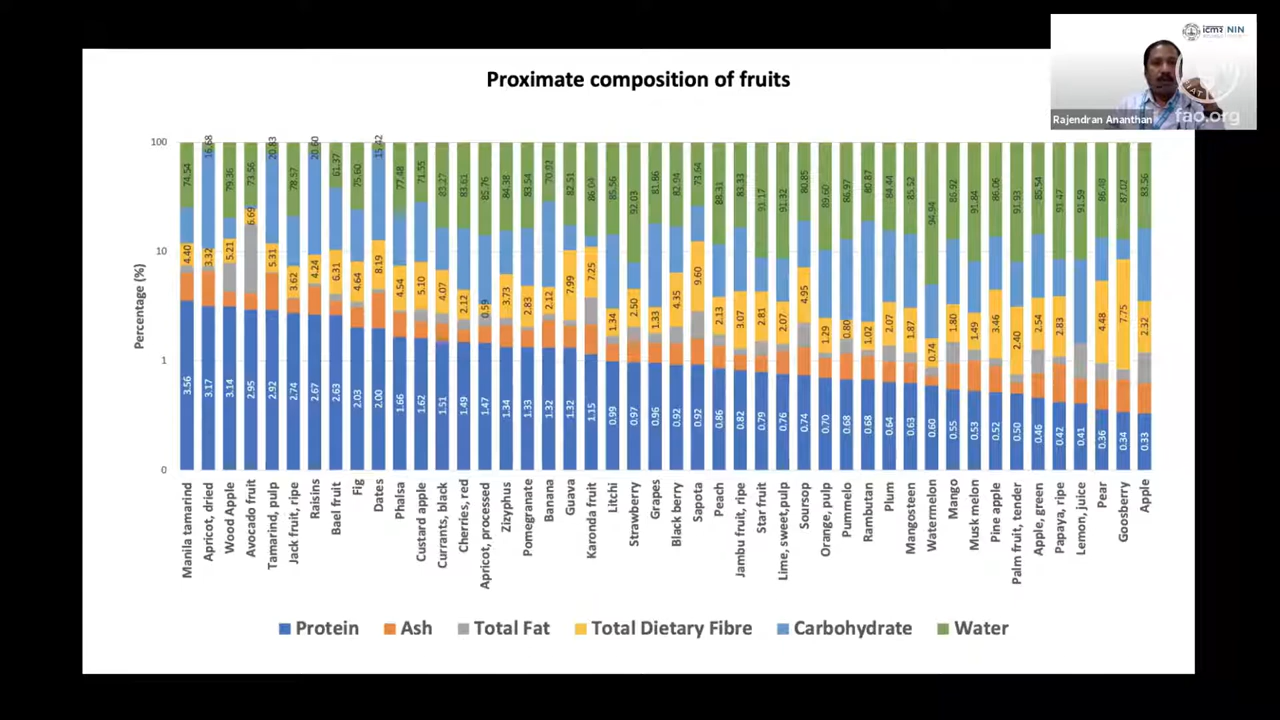 icmr NIN
fao.org
Rajendran Ananthan
Proximate composition of fruits
Percentage (%)
100
10
1
0
74.54 16.68 79.36 73.56 20.83 78.57 20.60 61.37 75.60 15.42 77.48 71.55 83.27 83.61 85.76 84.38 83.54 70.92 82.51 86.04 85.56 92.03 81.86 82.94 73.64 88.31 83.33 91.17 91.32 80.85 89.60 86.97 80.87 84.44 85.52 94.94 86.92 91.84 86.06 91.93 85.54 91.47 91.59 86.48 87.02 83.56
4.40 3.32 5.21 6.69 5.31 3.62 4.24 6.31 4.64 8.19 4.54 5.10 4.07 2.12 0.59 3.73 2.83 2.12 7.99 7.25 1.34 2.50 1.33 4.35 9.60 2.13 3.07 2.81 2.07 4.95 1.29 0.80 1.02 2.07 1.87 0.74 1.80 1.49 3.46 2.40 2.54 2.83 4.48 7.75 2.32
3.56 3.17 3.14 2.95 2.92 2.74 2.67 2.63 2.03 2.00 1.66 1.62 1.51 1.49 1.47 1.34 1.33 1.32 1.32 1.15 0.99 0.97 0.96 0.92 0.92 0.86 0.82 0.79 0.76 0.74 0.70 0.68 0.68 0.64 0.63 0.60 0.55 0.53 0.52 0.50 0.46 0.42 0.41 0.36 0.34 0.33
Manila tamarind
Apricot, dried
Wood Apple
Avocado fruit
Tamarind, pulp
Jack fruit, ripe
Raisins
Bael fruit
Fig
Dates
Phalsa
Custard apple
Currants, black
Cherries, red
Apricot, processed
Zizyphus
Pomegranate
Banana
Guava
Karonda fruit
Litchi
Strawberry
Grapes
Black berry
Sapota
Peach
Jambu fruit, ripe
Star fruit
Lime, sweet,pulp
Soursop
Orange, pulp
Pummelo
Rambutan
Plum
Mangosteen
Watermelon
Mango
Musk melon
Pine apple
Palm fruit, tender
Apple, green
Papaya, ripe
Lemon, juice
Pear
Goosberry
Apple
Protein Ash Total Fat Total Dietary Fibre Carbohydrate Water